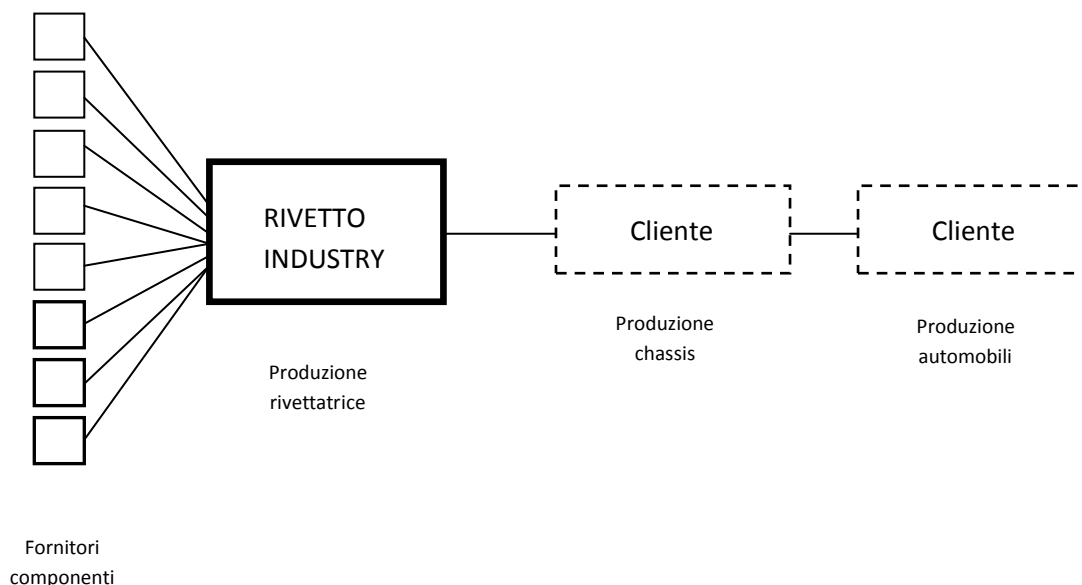 RIVETTO
INDUSTRY
Cliente
Cliente
Produzione
chassis
Produzione
automobili
Produzione
rivettatrice
Fornitori
componenti